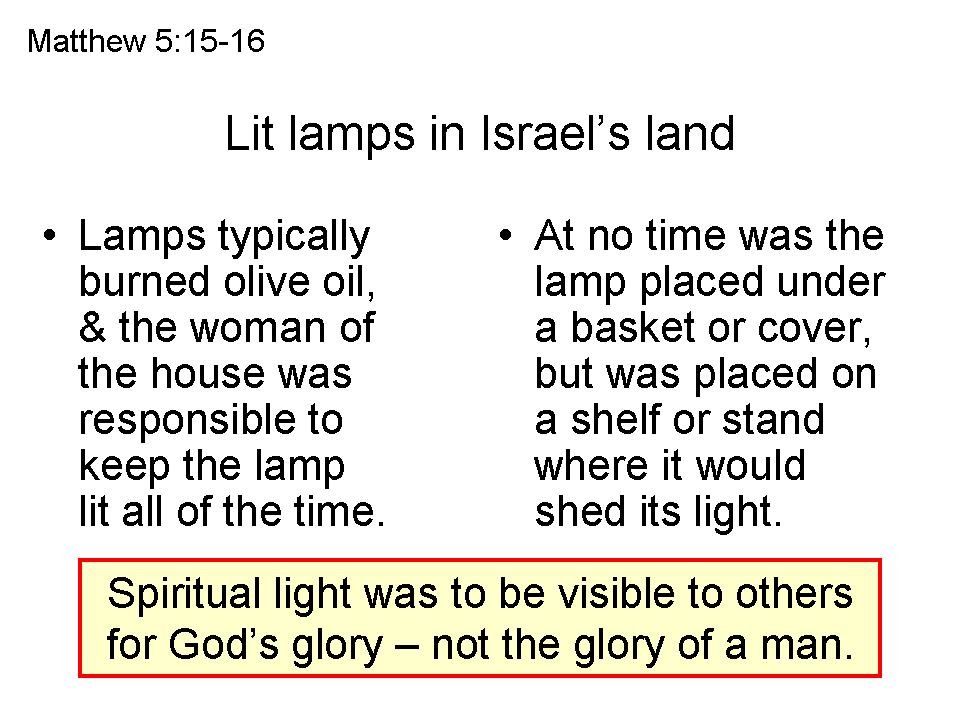 Matthew 5:15-16
Lit lamps in Israel’s land
• Lamps typically
burned olive oil,
& the woman of
the house was
responsible to
keep the lamp
lit all of the time.
• At no time was the
lamp placed under
a basket or cover,
but was placed on
a shelf or stand
where it would
shed its light.
Spiritual light was to be visible to others
for God’s glory – not the glory of a man.